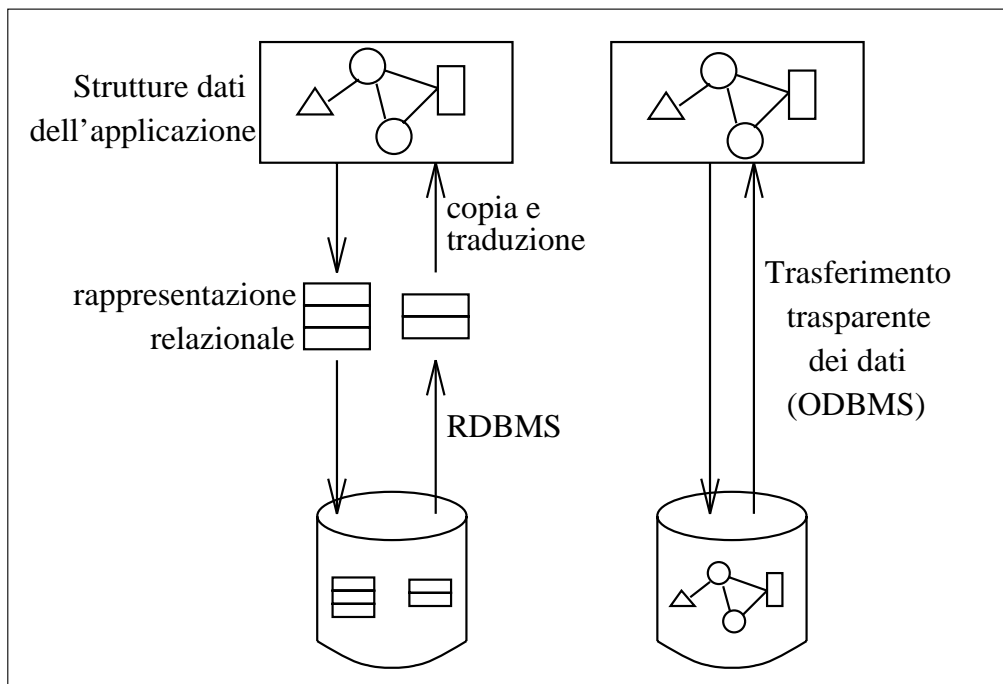 Strutture dati
dell'applicazione
copia e
traduzione
rappresentazione
relazionale
RDBMS
Trasferimento
trasparente
dei dati
(ODBMS)